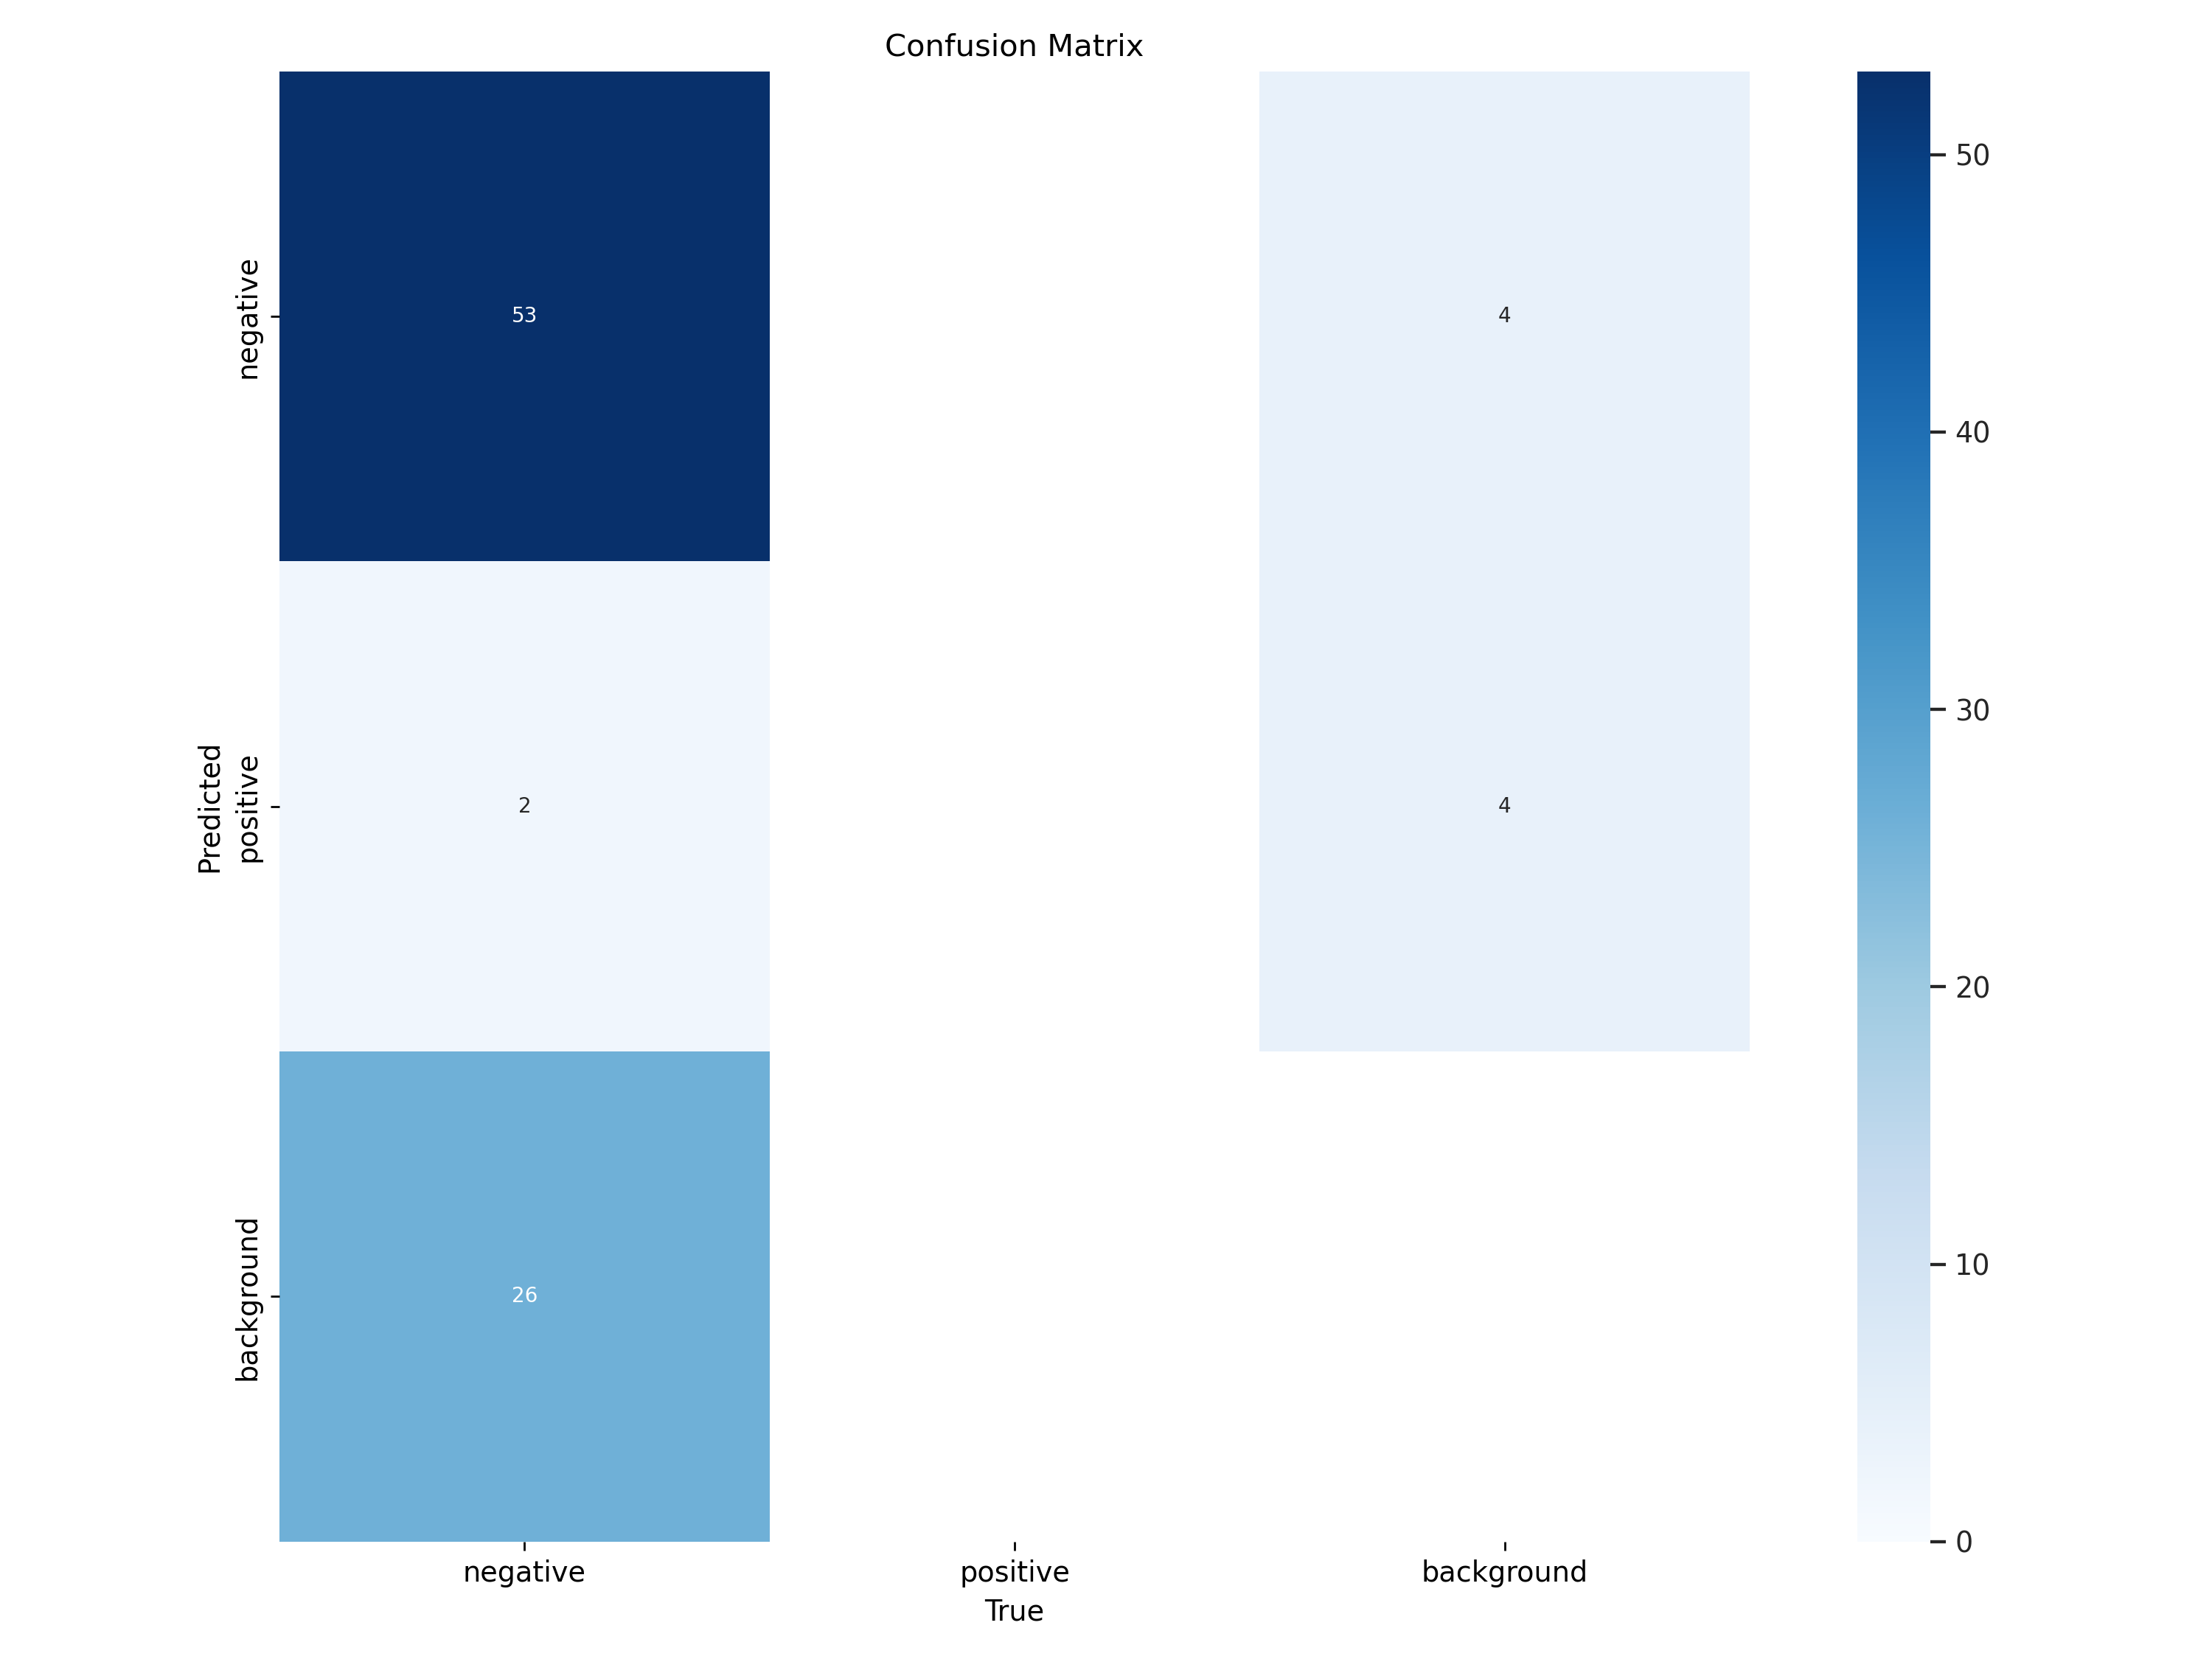 Confusion Matrix
negative
53
4
50
40
30
20
10
0
Predicted
positive
2
4
background
26
negative
positive
background
True